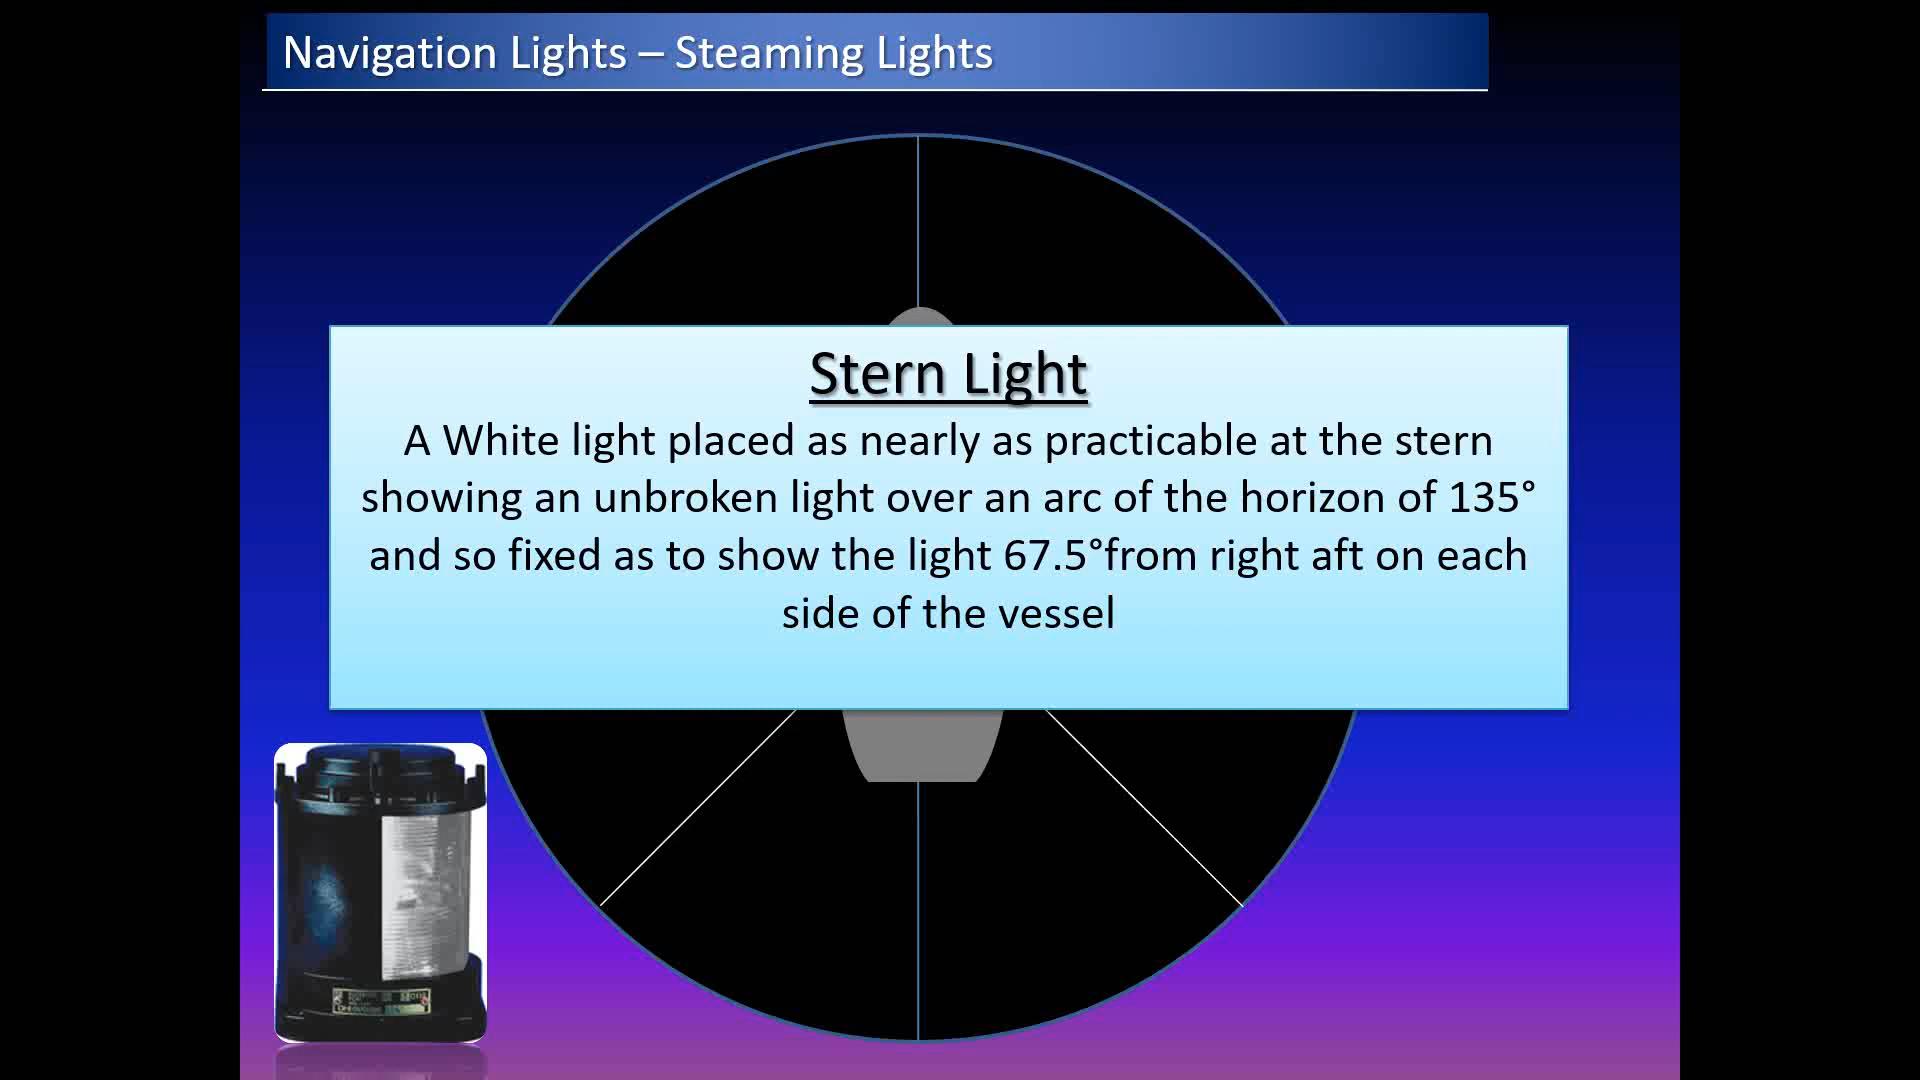 Navigation Lights – Steaming Lights
Stern Light
A White light placed as nearly as practicable at the stern
showing an unbroken light over an arc of the horizon of 135°
and so fixed as to show the light 67.5°from right aft on each
side of the vessel